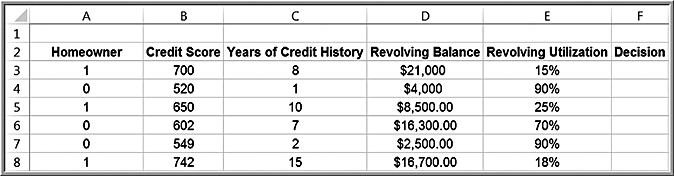 A B C D E F
1
2 Homeowner Credit Score Years of Credit History Revolving Balance Revolving Utilization Decision
3 1 700 8 $21,000 15%
4 0 520 1 $4,000 90%
5 1 650 10 $8,500.00 25%
6 0 602 7 $16,300.00 70%
7 0 549 2 $2,500.00 90%
8 1 742 15 $16,700.00 18%